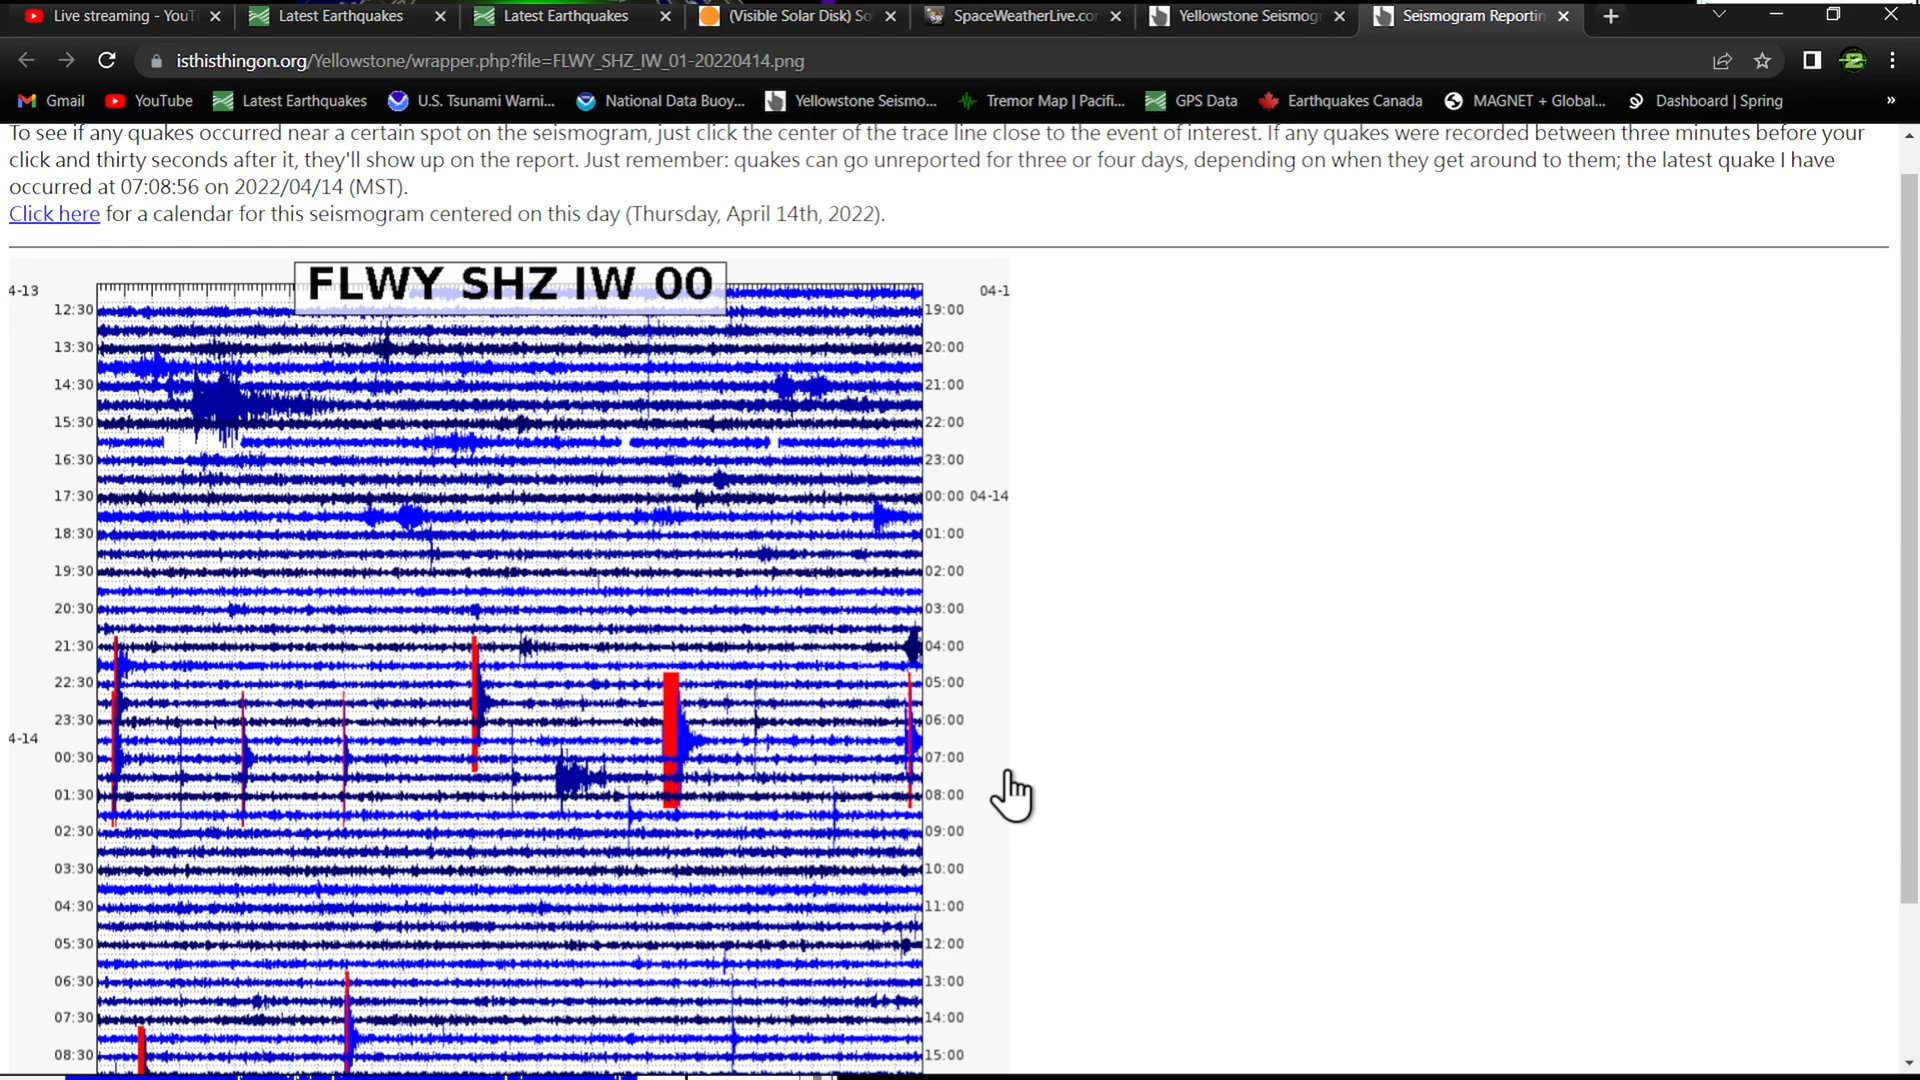 Live streaming - YouT
Latest Earthquakes
Latest Earthquakes
(Visible Solar Disk) So
SpaceWeatherLive.co
Yellowstone Seismog
Seismogram Reportin
isthisthingon.org/Yellowstone/wrapper.php?file=FLWY_SHZ_IW_01-20220414.png
Gmail
YouTube
Latest Earthquakes
U.S. Tsunami Warni...
National Data Buoy...
Yellowstone Seismo...
Tremor Map | Pacifi...
GPS Data
Earthquakes Canada
MAGNET + Global...
Dashboard | Spring
»
To see if any quakes occurred near a certain spot on the seismogram, just click the center of the trace line close to the event of interest. If any quakes were recorded between three minutes before your
click and thirty seconds after it, they'll show up on the report. Just remember: quakes can go unreported for three or four days, depending on when they get around to them; the latest quake I have
occurred at 07:08:56 on 2022/04/14 (MST).
Click here for a calendar for this seismogram centered on this day (Thursday, April 14th, 2022).
FLWY SHZ IW 00
4-13 04-1
12:30 19:00
13:30 20:00
14:30 21:00
15:30 22:00
16:30 23:00
17:30 00:00 04-14
18:30 01:00
19:30 02:00
20:30 03:00
21:30 04:00
22:30 05:00
23:30 06:00
4-14
00:30 07:00
01:30 08:00
02:30 09:00
03:30 10:00
04:30 11:00
05:30 12:00
06:30 13:00
07:30 14:00
08:30 15:00